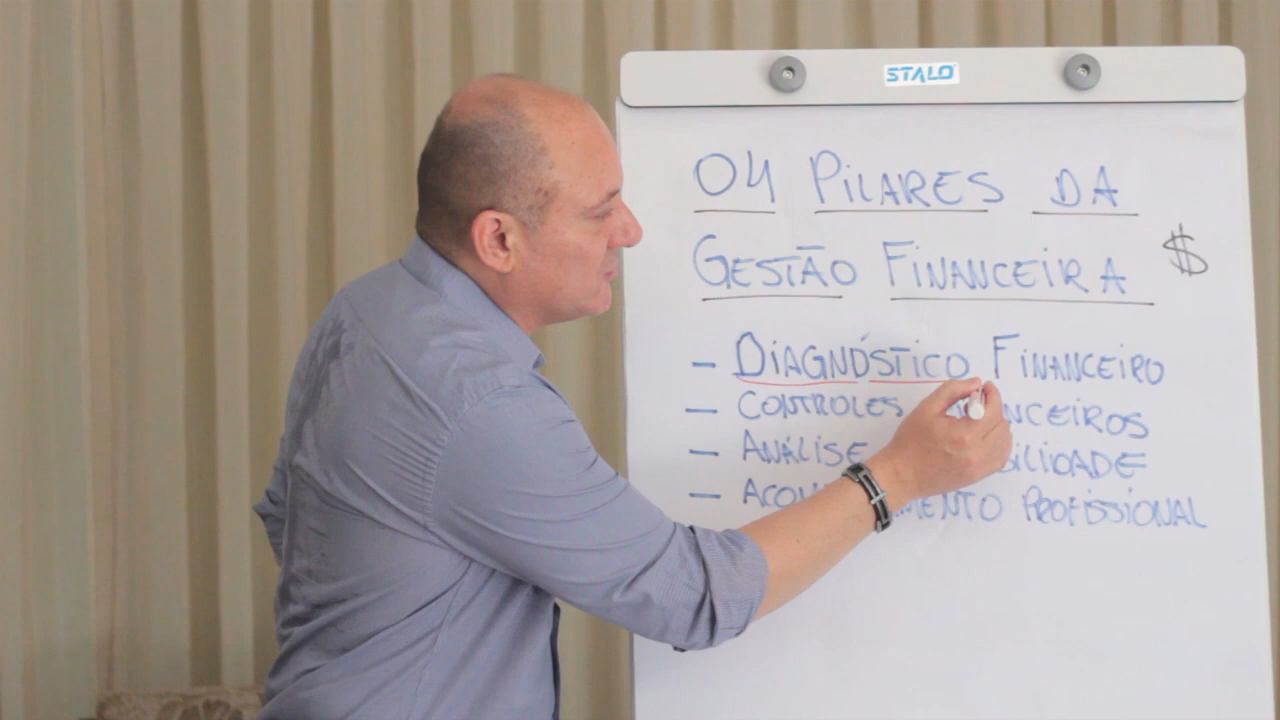 STALO
04 PILARES DA
GESTÃO FINANCEIRA $
- DIAGNÓSTICO FINANCEIRO
- CONTROLES
- ANÁLISE
- PROFISSIONAL